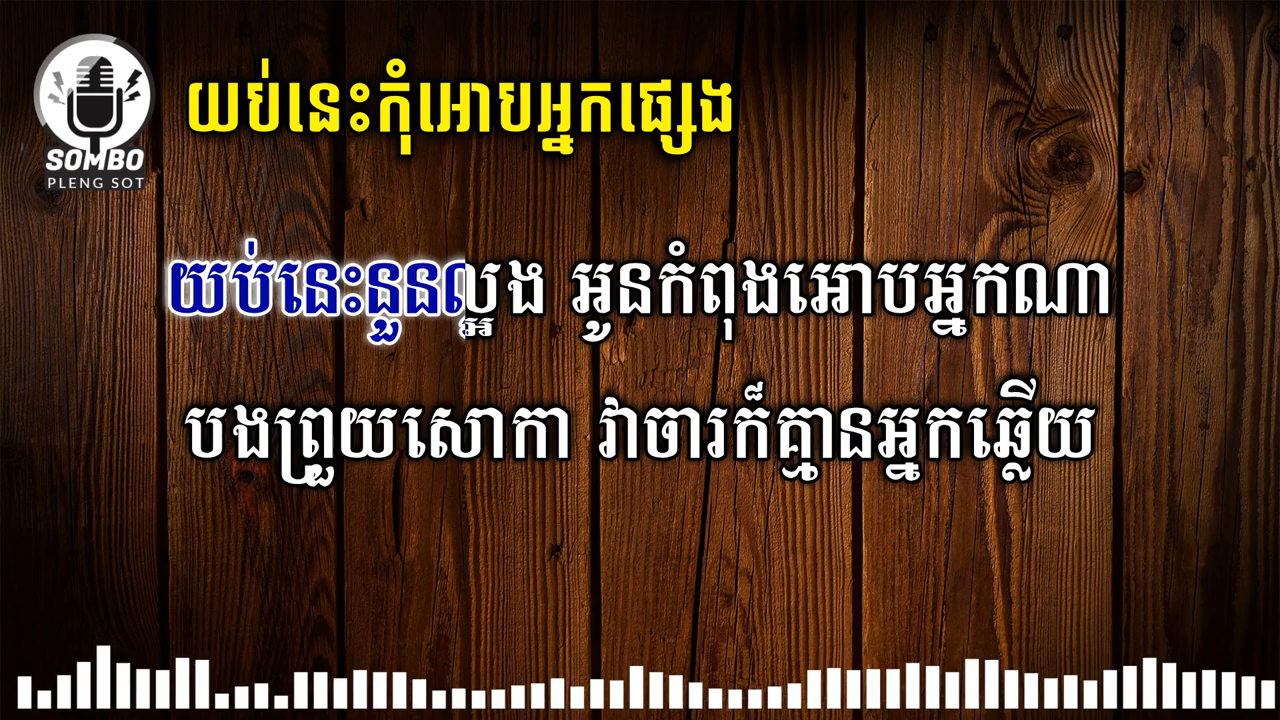 SOMBO
PLENG SOT
យប់នេះកុំអោបអ្នកផ្សេង
យប់នេះនួនល្អេង អូនកំពុងអោបអ្នកណា
បងព្រួយសោកា វាចារក៏គ្មានអ្នកឆ្លើយ